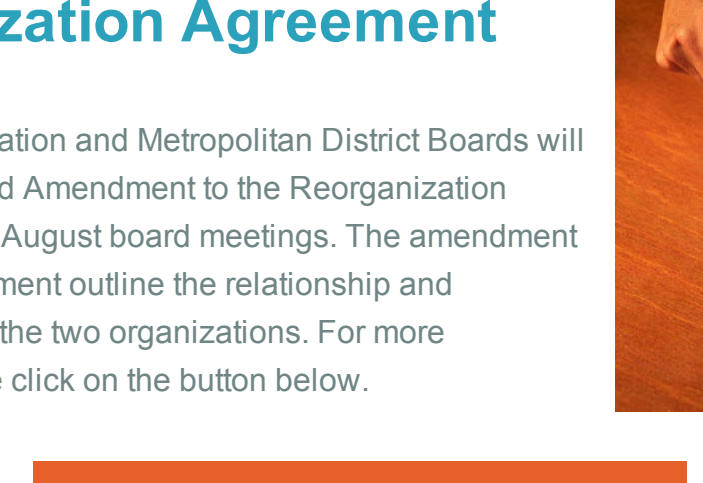 zation Agreement
ation and Metropolitan District Boards will
d Amendment to the Reorganization
August board meetings. The amendment
ment outline the relationship and
the two organizations. For more
click on the button below.